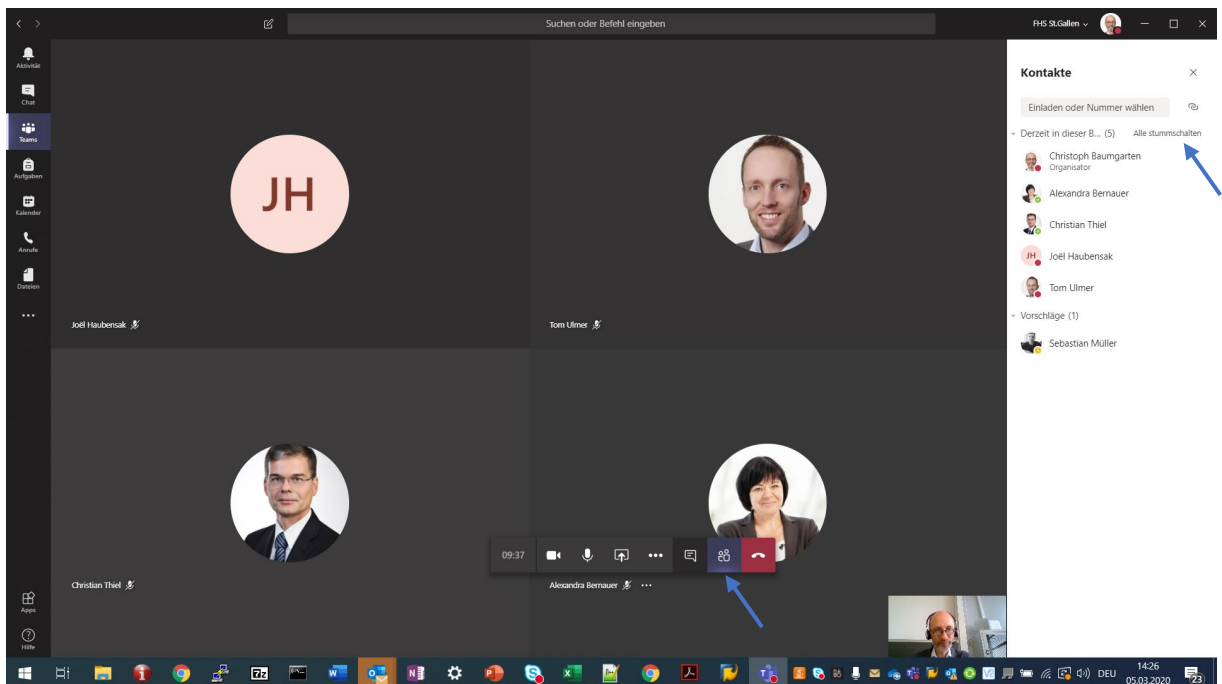 Suchen oder Befehl eingeben
FHS St.Gallen
Aktivität
Chat
Teams
Aufgaben
Kalender
Anrufe
Dateien
Apps
Hilfe
JH
Joël Haubensak
Tom Ulmer
Christian Thiel
Alexandra Bernauer
09:37
Kontakte
Einladen oder Nummer wählen
Derzeit in dieser B... (5) Alle stummschalten
Christoph Baumgarten
Organisator
Alexandra Bernauer
Christian Thiel
JH Joël Haubensak
Tom Ulmer
Vorschläge (1)
Sebastian Müller
DEU
14:26
05.03.2020
23